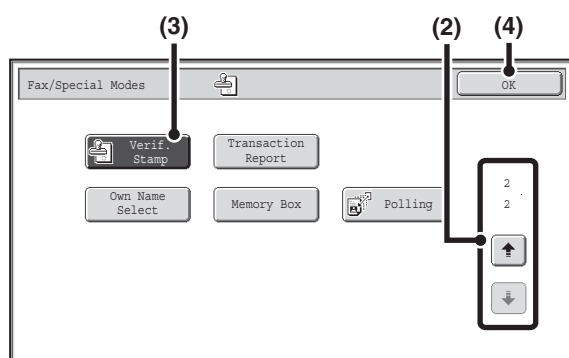 (3)
(2)
(4)
Fax/Special Modes
OK
Verif.
Stamp
Transaction
Report
Own Name
Select
Memory Box
Polling
2
2